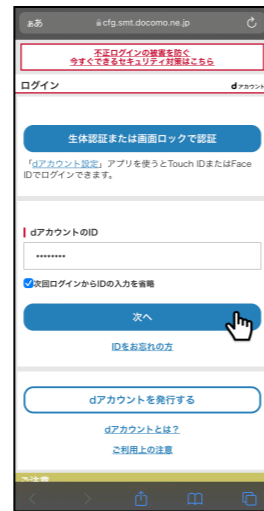 ああ cfg.smt.docomo.ne.jp
不正ログインの被害を防ぐ
今すぐできるセキュリティ対策はこちら
ログイン dアカウント
生体認証または画面ロックで認証
「dアカウント設定」アプリを使うとTouch IDまたはFace
IDでログインできます。
dアカウントのID
••••••••
次回ログインからIDの入力を省略
次へ
IDをお忘れの方
dアカウントを発行する
dアカウントとは？
ご利用上の注意
ご注意